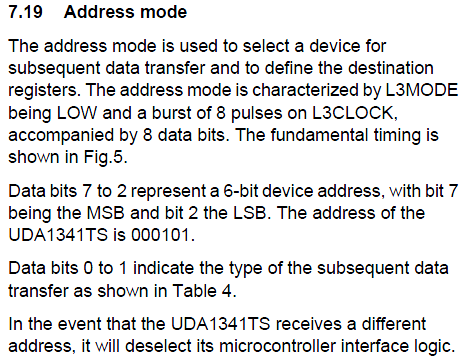 7.19 Address mode
The address mode is used to select a device for
subsequent data transfer and to define the destination
registers. The address mode is characterized by L3MODE
being LOW and a burst of 8 pulses on L3CLOCK,
accompanied by 8 data bits. The fundamental timing is
shown in Fig.5.
Data bits 7 to 2 represent a 6-bit device address, with bit 7
being the MSB and bit 2 the LSB. The address of the
UDA1341TS is 000101.
Data bits 0 to 1 indicate the type of the subsequent data
transfer as shown in Table 4.
In the event that the UDA1341TS receives a different
address, it will deselect its microcontroller interface logic.